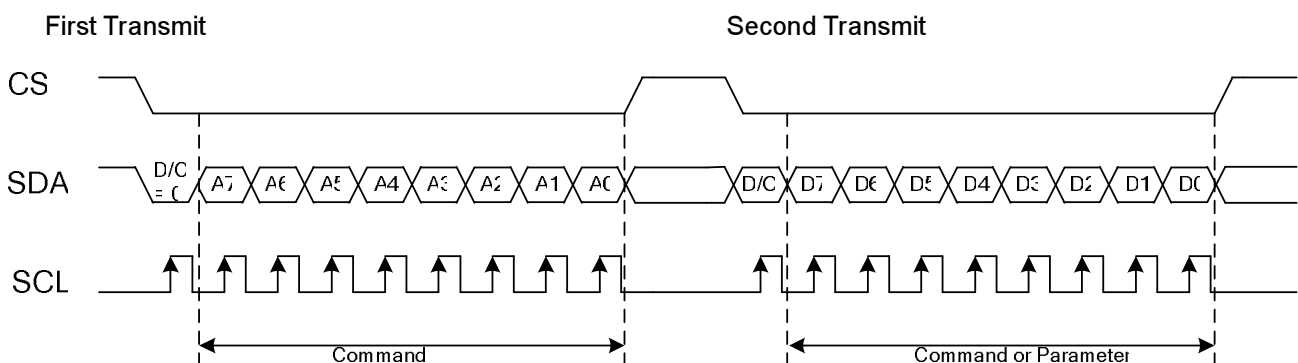 First Transmit Second Transmit
CS
SDA D/C = 0 A7 A6 A5 A4 A3 A2 A1 A0 D/C D7 D6 D5 D4 D3 D2 D1 D0
SCL
Command Command or Parameter